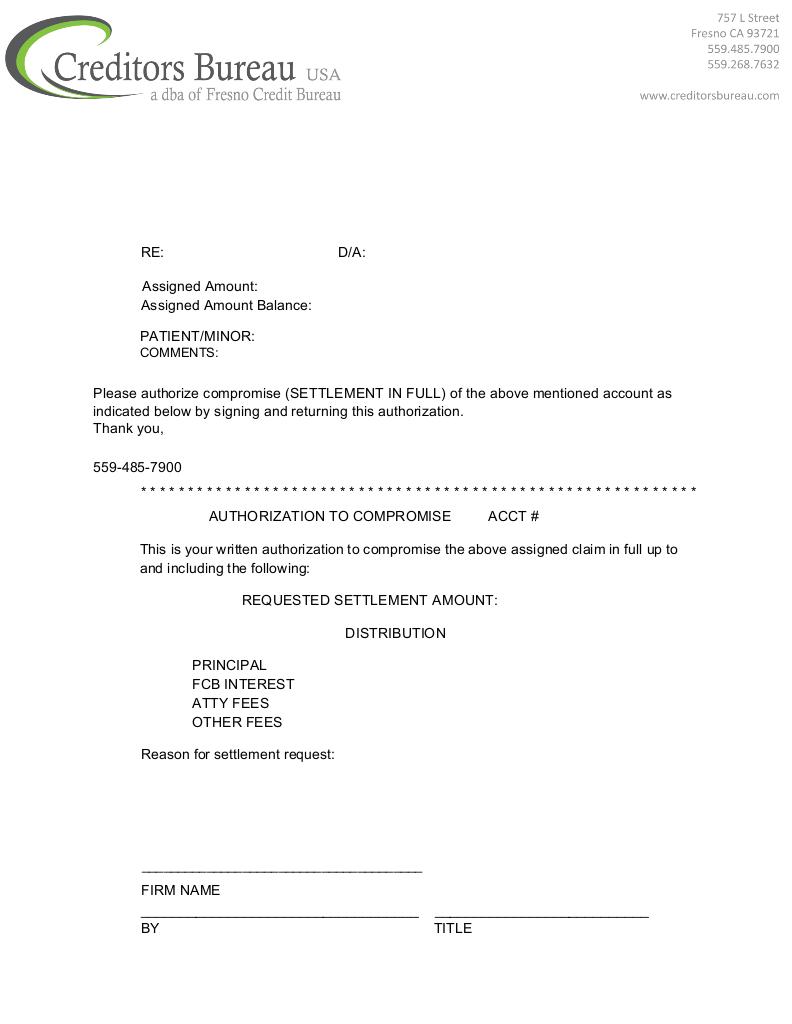 757 L Street
Fresno CA 93721
559.485.7900
559.268.7632
www.creditorsbureau.com
Creditors Bureau USA
a dba of Fresno Credit Bureau
RE: D/A:
Assigned Amount:
Assigned Amount Balance:
PATIENT/MINOR:
COMMENTS:
Please authorize compromise (SETTLEMENT IN FULL) of the above mentioned account as
indicated below by signing and returning this authorization.
Thank you,
559-485-7900
* * * * * * * * * * * * * * * * * * * * * * * * * * * * * * * * * * * * * * * * * * * * * * * * * * * * * * * * * * *
AUTHORIZATION TO COMPROMISE ACCT #
This is your written authorization to compromise the above assigned claim in full up to
and including the following:
REQUESTED SETTLEMENT AMOUNT:
DISTRIBUTION
PRINCIPAL
FCB INTEREST
ATTY FEES
OTHER FEES
Reason for settlement request:
FIRM NAME
BY TITLE